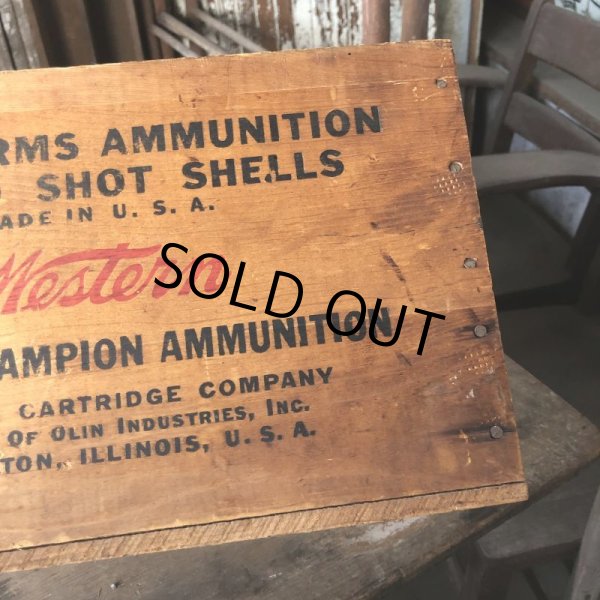 RMS AMMUNITION
SHOT SHELLS
ADE IN U. S. A.
Western
SOLD OUT
AMPION AMMUNITION
CARTRIDGE COMPANY
OF OLIN INDUSTRIES, INC.
TON, ILLINOIS, U. S. A.